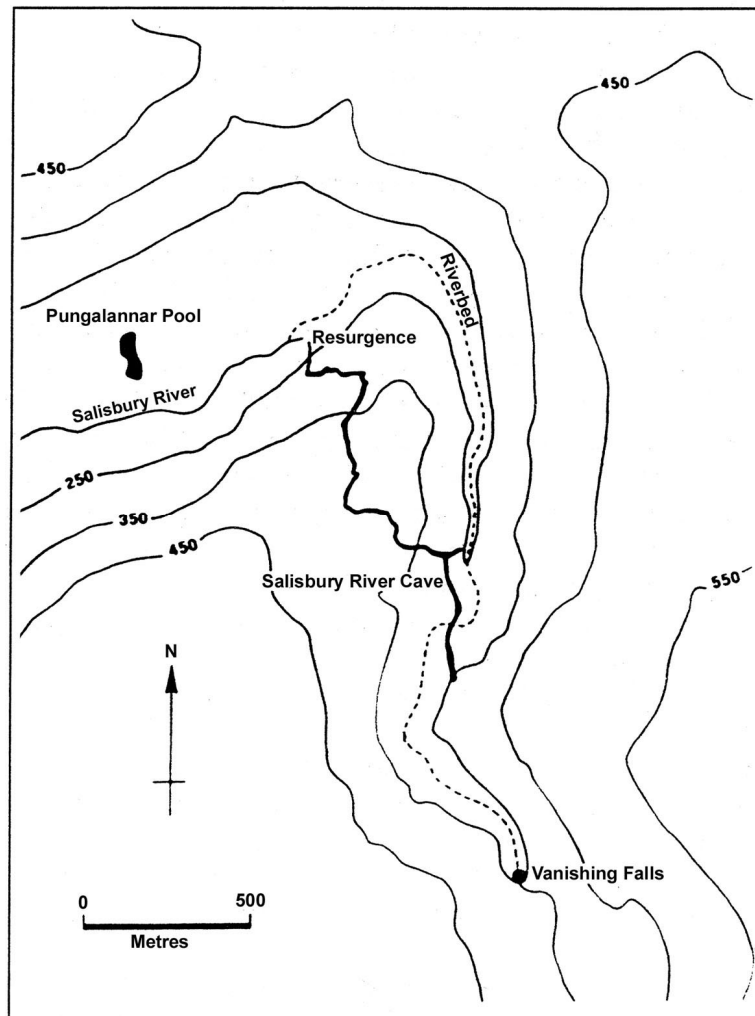 450
450
Pungalannar Pool
Riverbed
Resurgence
Salisbury River
250
350
450
Salisbury River Cave
550
N
Vanishing Falls
0 500
Metres